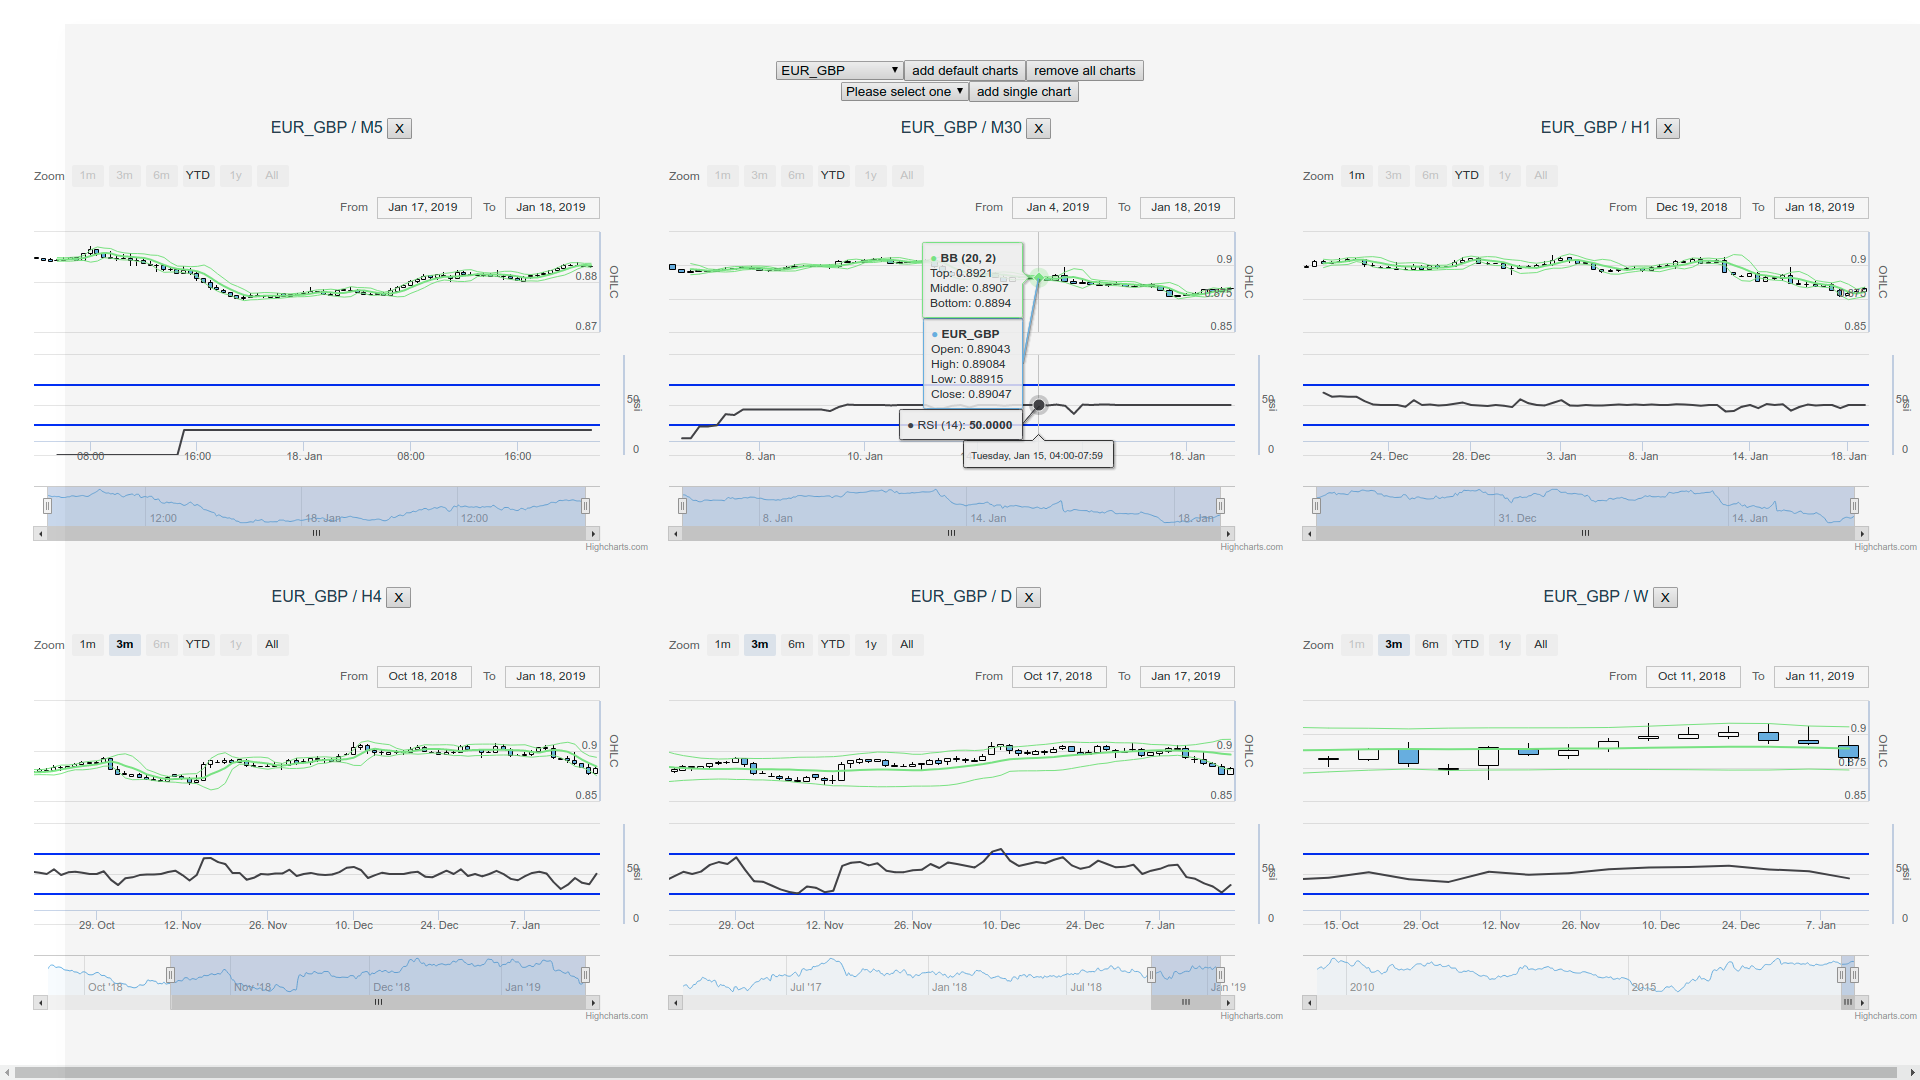 EUR_GBP ▼ add default charts remove all charts
Please select one ▼ add single chart
EUR_GBP / M5 X
Zoom 1m 3m 6m YTD 1y All
From Jan 17, 2019 To Jan 18, 2019
0.88
0.87
OHLC
50
rsi
0
08:00 16:00 18. Jan 08:00 16:00
12:00 18. Jan 12:00
Highcharts.com
EUR_GBP / M30 X
Zoom 1m 3m 6m YTD 1y All
From Jan 4, 2019 To Jan 18, 2019
0.9
0.875
0.85
OHLC
● BB (20, 2)
Top: 0.8921
Middle: 0.8907
Bottom: 0.8894
● EUR_GBP
Open: 0.89043
High: 0.89084
Low: 0.88915
Close: 0.89047
● RSI (14): 50.0000
Tuesday, Jan 15, 04:00-07:59
50
rsi
0
8. Jan 10. Jan 18. Jan
8. Jan 14. Jan 18. Jan
Highcharts.com
EUR_GBP / H1 X
Zoom 1m 3m 6m YTD 1y All
From Dec 19, 2018 To Jan 18, 2019
0.9
0.875
0.85
OHLC
50
rsi
0
24. Dec 28. Dec 3. Jan 8. Jan 14. Jan 18. Jan
31. Dec 14. Jan
Highcharts.com
EUR_GBP / H4 X
Zoom 1m 3m 6m YTD 1y All
From Oct 18, 2018 To Jan 18, 2019
0.9
0.85
OHLC
50
rsi
0
29. Oct 12. Nov 26. Nov 10. Dec 24. Dec 7. Jan
Oct '18 Nov '18 Dec '18 Jan '19
Highcharts.com
EUR_GBP / D X
Zoom 1m 3m 6m YTD 1y All
From Oct 17, 2018 To Jan 17, 2019
0.9
0.85
OHLC
50
rsi
0
29. Oct 12. Nov 26. Nov 10. Dec 24. Dec 7. Jan
Jul '17 Jan '18 Jul '18 Jan '19
Highcharts.com
EUR_GBP / W X
Zoom 1m 3m 6m YTD 1y All
From Oct 11, 2018 To Jan 11, 2019
0.9
0.875
0.85
OHLC
50
rsi
0
15. Oct 29. Oct 12. Nov 26. Nov 10. Dec 24. Dec 7. Jan
2010 2015
Highcharts.com